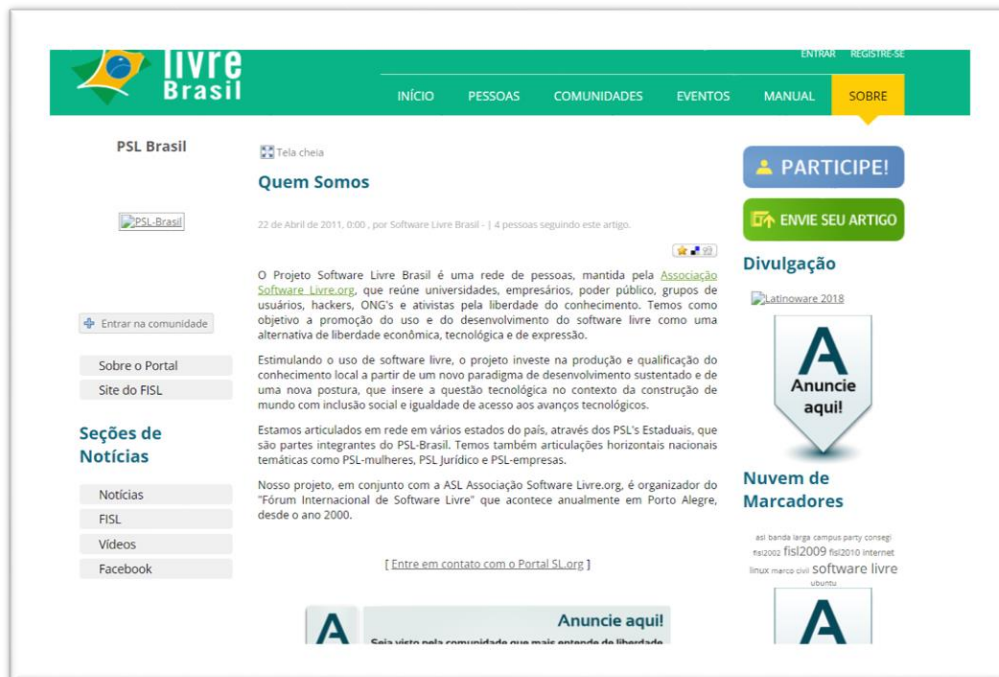 livre
Brasil
ENTRAR REGISTRE-SE
INÍCIO PESSOAS COMUNIDADES EVENTOS MANUAL SOBRE
PSL Brasil
PSL-Brasil
Entrar na comunidade
Sobre o Portal
Site do FISL
Seções de
Notícias
Notícias
FISL
Vídeos
Facebook
Tela cheia
Quem Somos
22 de Abril de 2011, 0:00 , por Software Livre Brasil - | 4 pessoas seguindo este artigo.
O Projeto Software Livre Brasil é uma rede de pessoas, mantida pela Associação
Software Livre.org, que reúne universidades, empresários, poder público, grupos de
usuários, hackers, ONG's e ativistas pela liberdade do conhecimento. Temos como
objetivo a promoção do uso e do desenvolvimento do software livre como uma
alternativa de liberdade econômica, tecnológica e de expressão.
Estimulando o uso de software livre, o projeto investe na produção e qualificação do
conhecimento local a partir de um novo paradigma de desenvolvimento sustentado e de
uma nova postura, que insere a questão tecnológica no contexto da construção de
mundo com inclusão social e igualdade de acesso aos avanços tecnológicos.
Estamos articulados em rede em vários estados do país, através dos PSL's Estaduais, que
são partes integrantes do PSL-Brasil. Temos também articulações horizontais nacionais
temáticas como PSL-mulheres, PSL Jurídico e PSL-empresas.
Nosso projeto, em conjunto com a ASL Associação Software Livre.org, é organizador do
"Fórum Internacional de Software Livre" que acontece anualmente em Porto Alegre,
desde o ano 2000.
[ Entre em contato com o Portal SL.org ]
A
Anuncie aqui!
Seja visto pela comunidade que mais entende de liberdade
PARTICIPE!
ENVIE SEU ARTIGO
Divulgação
Latinoware 2018
A
Anuncie
aqui!
Nuvem de
Marcadores
asl banda larga campus party consegi
fisl2002 fisl2009 fisl2010 internet
linux marco civil software livre
ubuntu
A